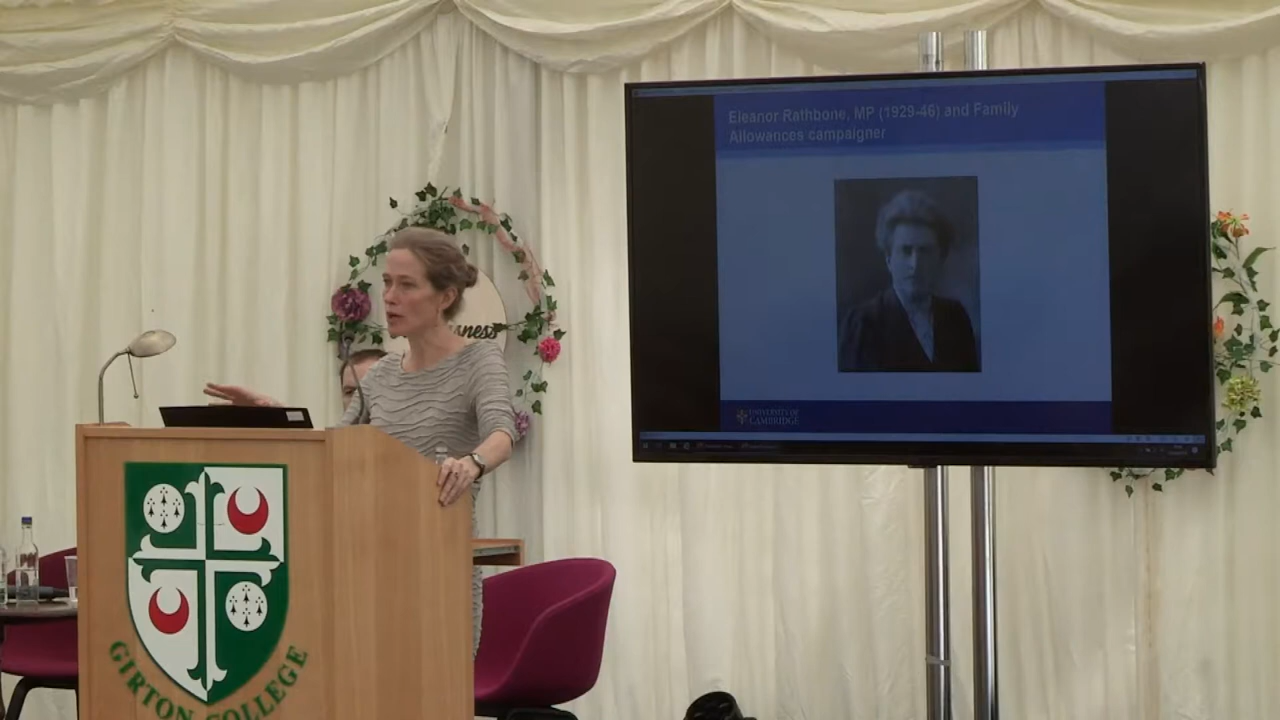 Eleanor Rathbone, MP (1929-46) and Family
Allowances campaigner
UNIVERSITY OF
CAMBRIDGE
GIRTON COLLEGE